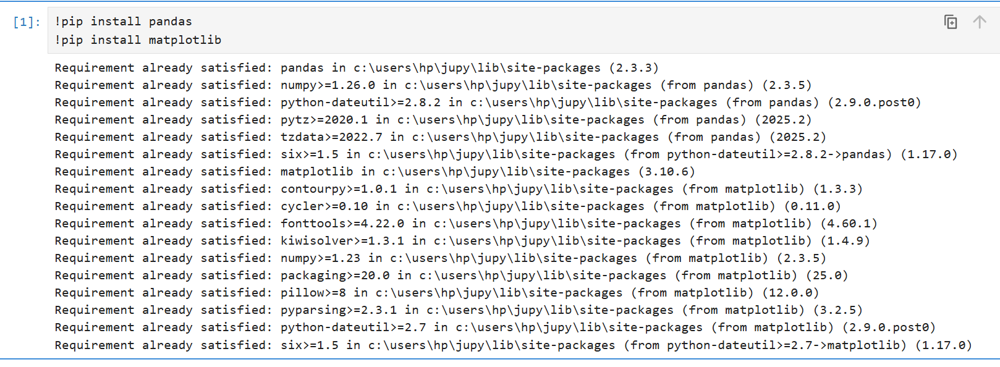 [1]: !pip install pandas
!pip install matplotlib
Requirement already satisfied: pandas in c:\users\hp\jupy\lib\site-packages (2.3.3)
Requirement already satisfied: numpy>=1.26.0 in c:\users\hp\jupy\lib\site-packages (from pandas) (2.3.5)
Requirement already satisfied: python-dateutil>=2.8.2 in c:\users\hp\jupy\lib\site-packages (from pandas) (2.9.0.post0)
Requirement already satisfied: pytz>=2020.1 in c:\users\hp\jupy\lib\site-packages (from pandas) (2025.2)
Requirement already satisfied: tzdata>=2022.7 in c:\users\hp\jupy\lib\site-packages (from pandas) (2025.2)
Requirement already satisfied: six>=1.5 in c:\users\hp\jupy\lib\site-packages (from python-dateutil>=2.8.2->pandas) (1.17.0)
Requirement already satisfied: matplotlib in c:\users\hp\jupy\lib\site-packages (3.10.6)
Requirement already satisfied: contourpy>=1.0.1 in c:\users\hp\jupy\lib\site-packages (from matplotlib) (1.3.3)
Requirement already satisfied: cycler>=0.10 in c:\users\hp\jupy\lib\site-packages (from matplotlib) (0.11.0)
Requirement already satisfied: fonttools>=4.22.0 in c:\users\hp\jupy\lib\site-packages (from matplotlib) (4.60.1)
Requirement already satisfied: kiwisolver>=1.3.1 in c:\users\hp\jupy\lib\site-packages (from matplotlib) (1.4.9)
Requirement already satisfied: numpy>=1.23 in c:\users\hp\jupy\lib\site-packages (from matplotlib) (2.3.5)
Requirement already satisfied: packaging>=20.0 in c:\users\hp\jupy\lib\site-packages (from matplotlib) (25.0)
Requirement already satisfied: pillow>=8 in c:\users\hp\jupy\lib\site-packages (from matplotlib) (12.0.0)
Requirement already satisfied: pyparsing>=2.3.1 in c:\users\hp\jupy\lib\site-packages (from matplotlib) (3.2.5)
Requirement already satisfied: python-dateutil>=2.7 in c:\users\hp\jupy\lib\site-packages (from matplotlib) (2.9.0.post0)
Requirement already satisfied: six>=1.5 in c:\users\hp\jupy\lib\site-packages (from python-dateutil>=2.7->matplotlib) (1.17.0)